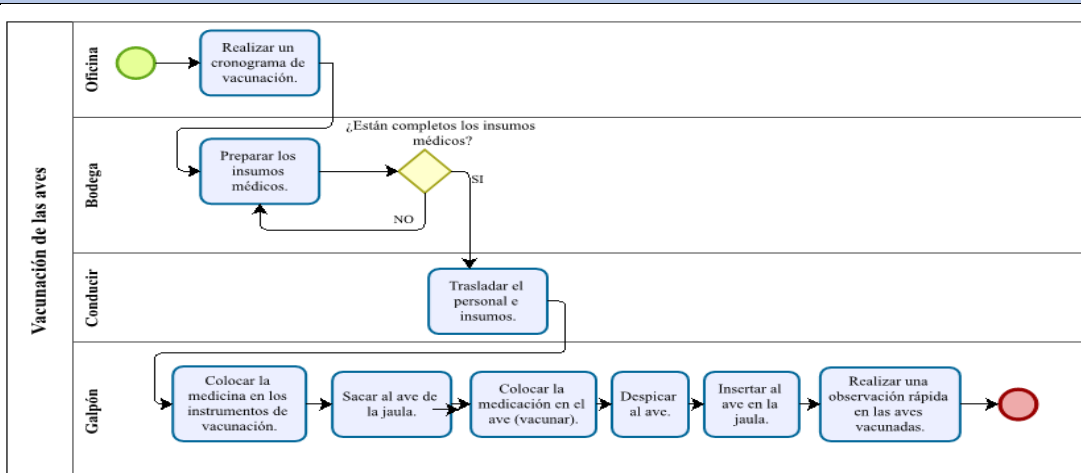 Vacunación de las aves
Oficina
Realizar un
cronograma de
vacunación.
Bodega
Preparar los
insumos
médicos.
¿Están completos los insumos
médicos?
SI
NO
Conducir
Trasladar el
personal e
insumos.
Galpón
Colocar la
medicina en los
instrumentos de
vacunación.
Sacar al ave de
la jaula.
Colocar la
medicación en el
ave (vacunar).
Despicar
al ave.
Insertar al
ave en la
jaula.
Realizar una
observación rápida
en las aves
vacunadas.